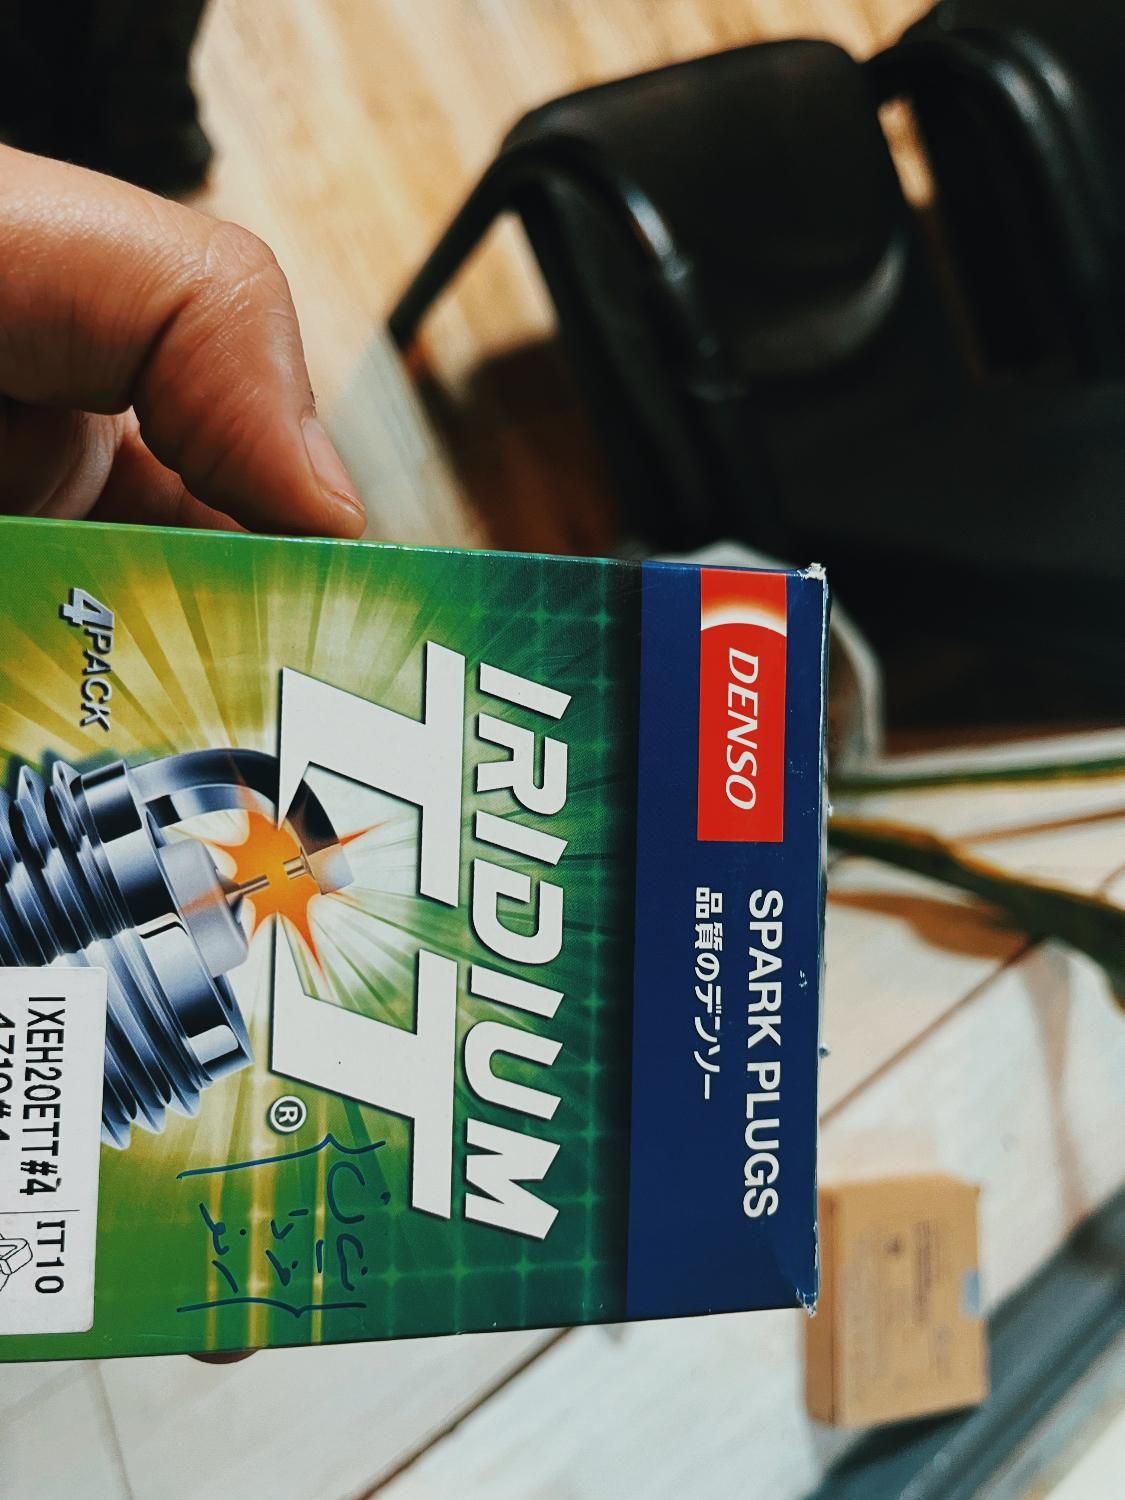 DENSO
SPARK PLUGS
品質のデンソー
IRIDIUM
TT®
4PACK
IXEH20ETT#4
IT10